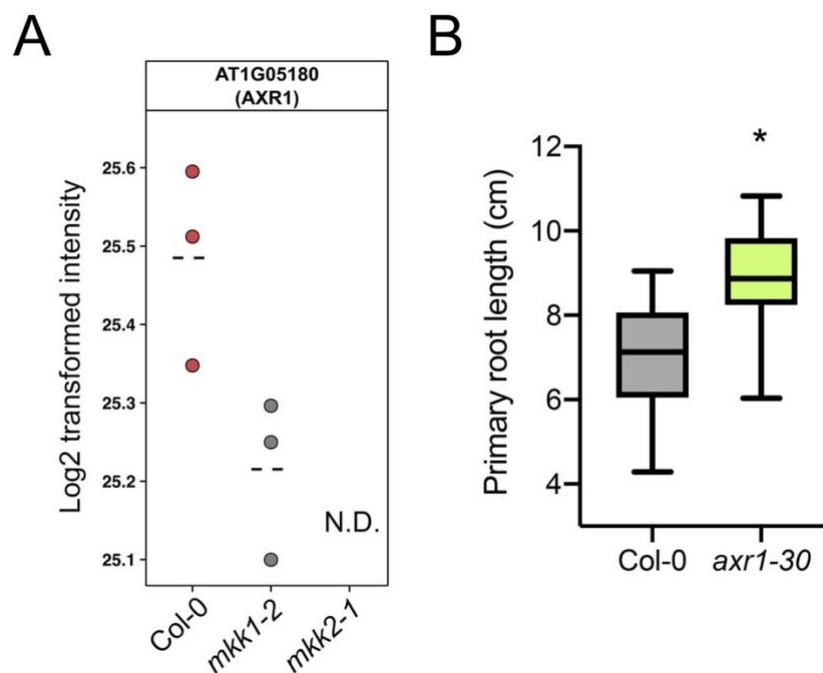 A
AT1G05180
(AXR1)
Log2 transformed intensity
25.6
25.5
25.4
25.3
25.2
25.1
N.D.
Col-0
mkk1-2
mkk2-1
B
*
Primary root length (cm)
12
10
8
6
4
Col-0
axr1-30